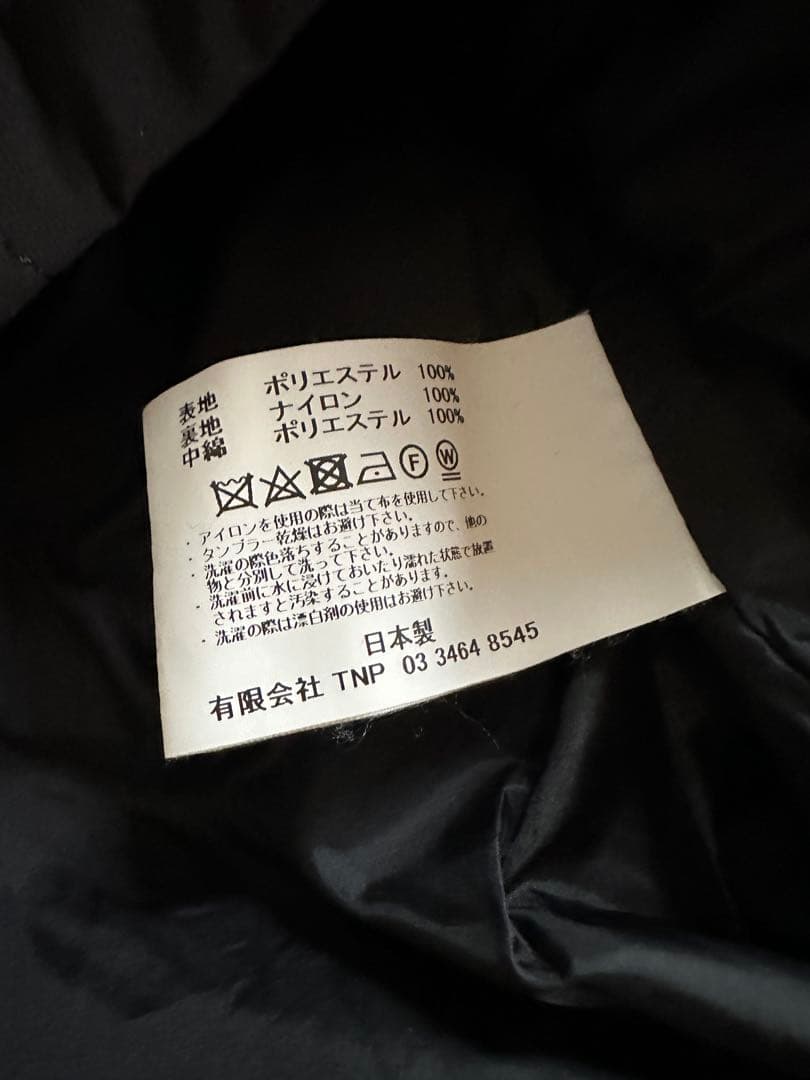 表地 ポリエステル 100%
裏地 ナイロン 100%
中綿 ポリエステル 100%
F W
・アイロンを使用の際は当て布を使用して下さい。
・タンブラー乾燥はお避け下さい。
・洗濯の際色落ちすることがありますので、他の
物と分別して洗って下さい。
・洗濯前に水に浸けておいたり濡れた状態で放置
されますと汚染することがあります。
・洗濯の際は漂白剤の使用はお避け下さい。
日本製
有限会社 TNP 03 3464 8545